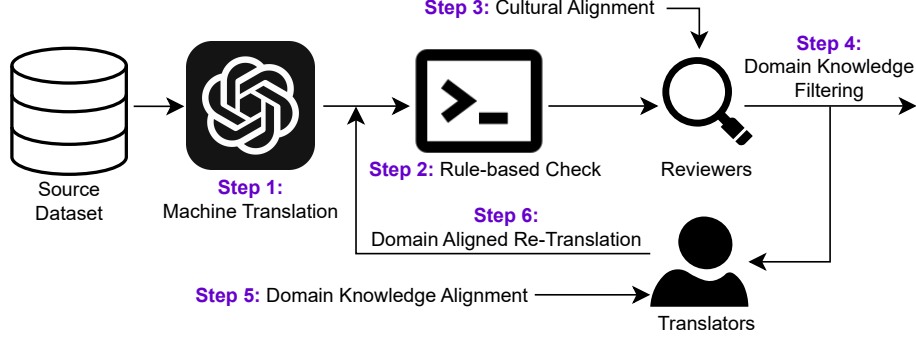 Step 3: Cultural Alignment
Step 4:
Domain Knowledge
Filtering
Source
Dataset
Step 1:
Machine Translation
Step 2: Rule-based Check
Reviewers
Step 6:
Domain Aligned Re-Translation
Step 5: Domain Knowledge Alignment
Translators